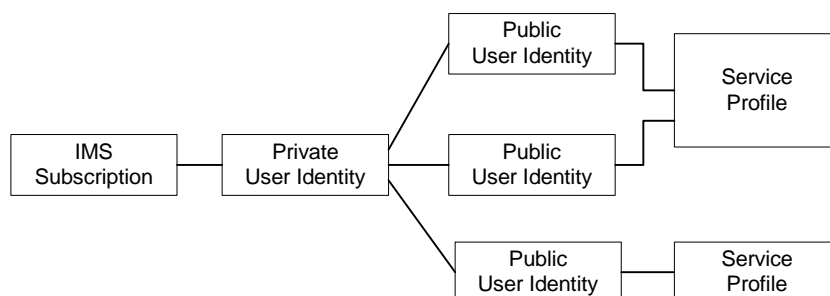 Public
User Identity
Service
Profile
IMS
Subscription
Private
User Identity
Public
User Identity
Public
User Identity
Service
Profile